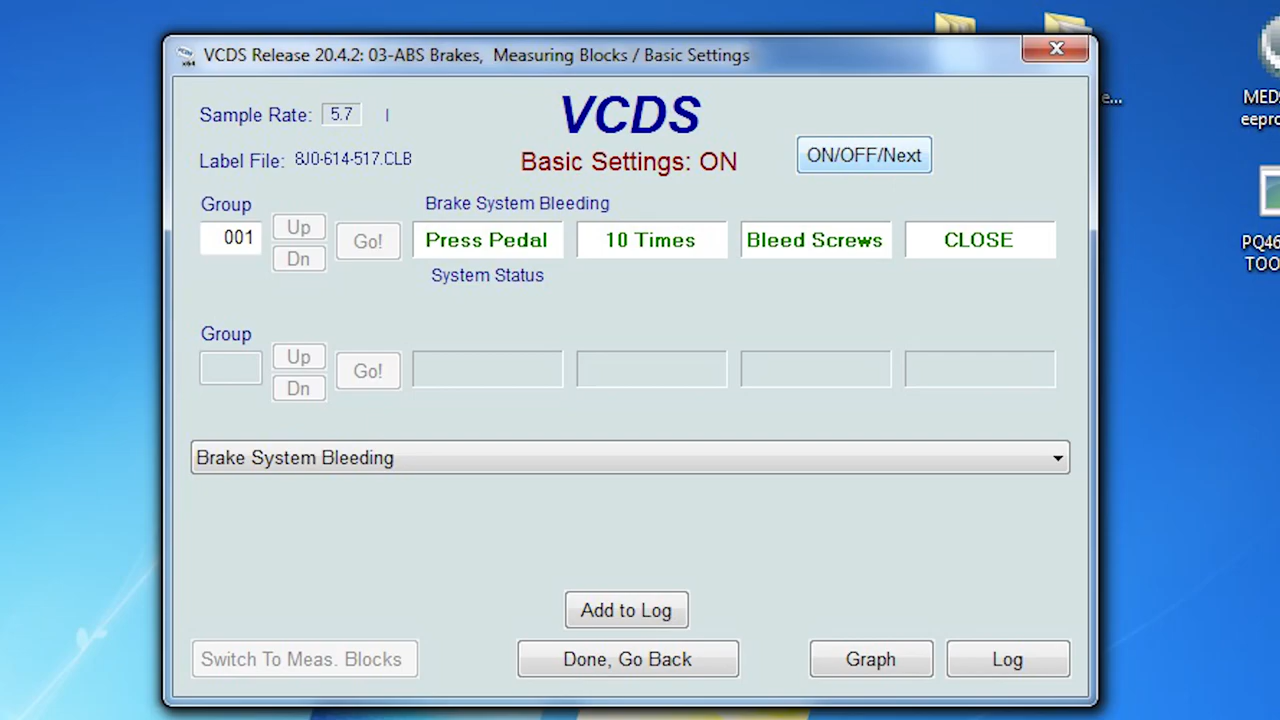 VCDS Release 20.4.2: 03-ABS Brakes, Measuring Blocks / Basic Settings
Sample Rate: 5.7
VCDS
Label File: 8J0-614-517.CLB
Basic Settings: ON
ON/OFF/Next
Group
Brake System Bleeding
001
Up
Dn
Go!
Press Pedal
10 Times
Bleed Screws
CLOSE
System Status
Group
Up
Dn
Go!
Brake System Bleeding
Add to Log
Switch To Meas. Blocks
Done, Go Back
Graph
Log
e...
MEDS
eepro
PQ46
TOO